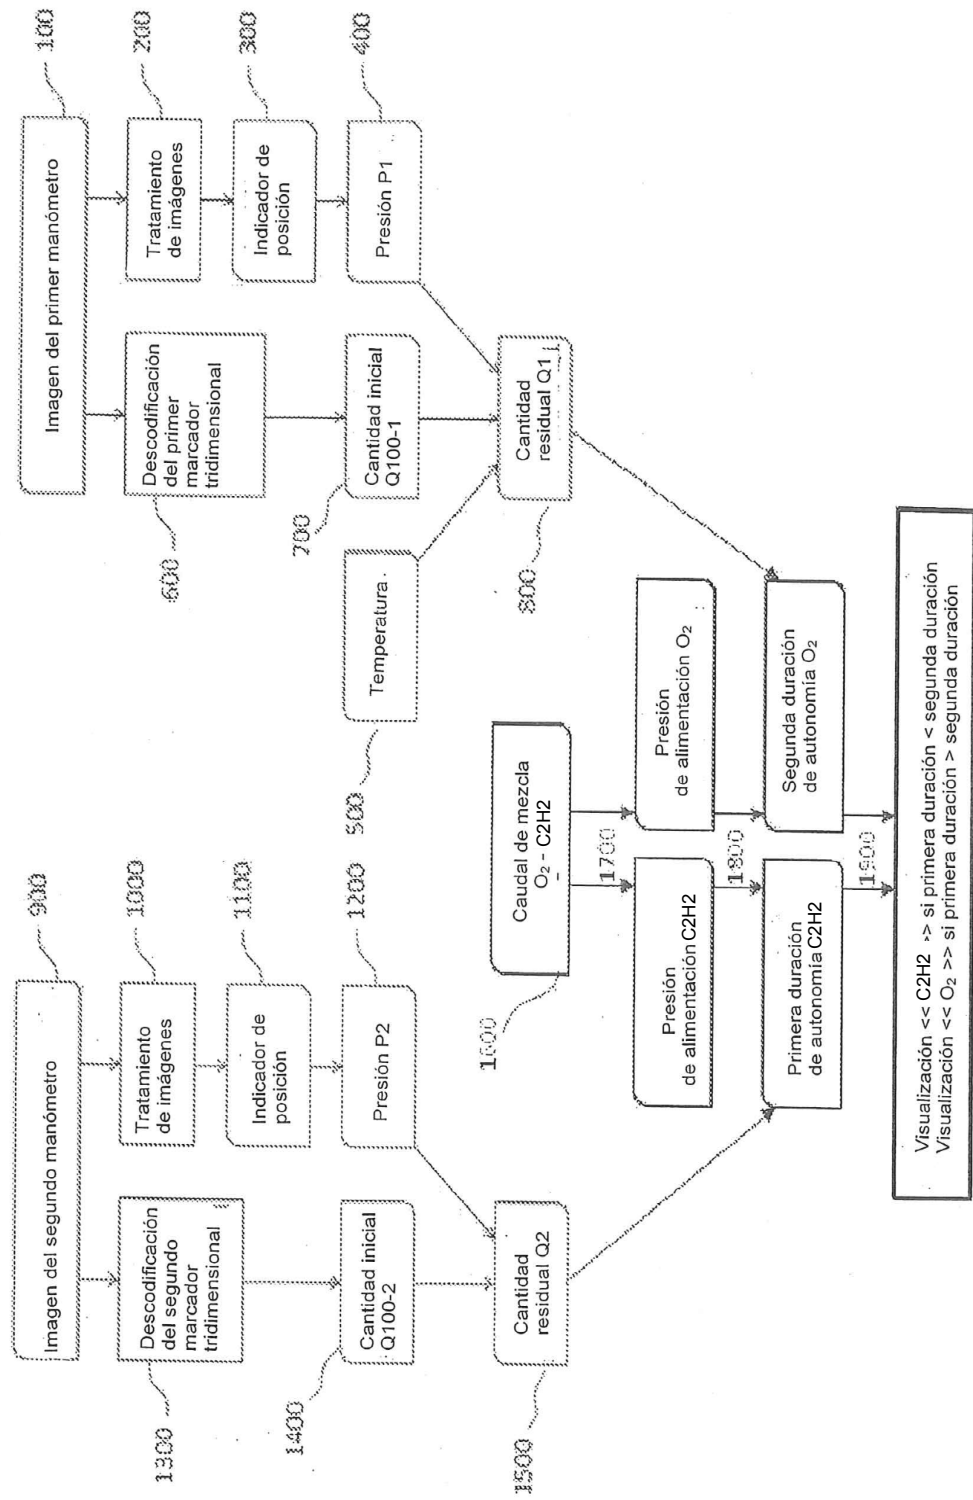 Imagen del segundo manómetro
900
Tratamiento
de imágenes
1000
Indicador de
posición
1100
Presión P2
1200
Descodificación
del segundo
marcador
tridimensional
1300
Cantidad inicial
Q100-2
1400
Cantidad
residual Q2
1500
Imagen del primer manómetro
100
Tratamiento
de imágenes
200
Indicador de
posición
300
Presión P1
400
Descodificación
del primer
marcador
tridimensional
600
Cantidad inicial
Q100-1
700
Temperatura
500
Cantidad
residual Q1
800
Caudal de mezcla
O₂ - C2H2
1600
1700
Presión
de alimentación C2H2
Presión
de alimentación O₂
1800
Primera duración
de autonomía C2H2
Segunda duración
de autonomía O₂
1900
Visualización << C2H2 -> si primera duración < segunda duración
Visualización << O₂ >> si primera duración > segunda duración